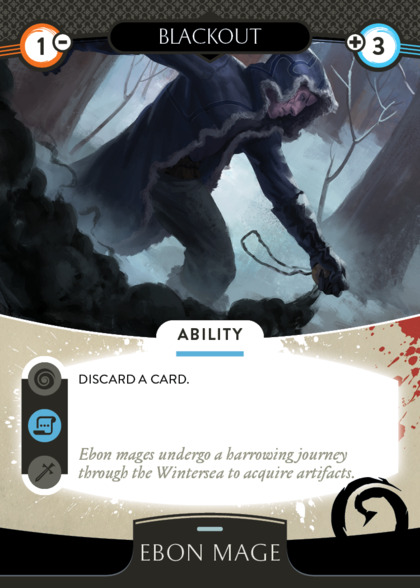 1 -
BLACKOUT
+ 3
ABILITY
DISCARD A CARD.
Ebon mages undergo a harrowing journey
through the Wintersea to acquire artifacts.
EBON MAGE